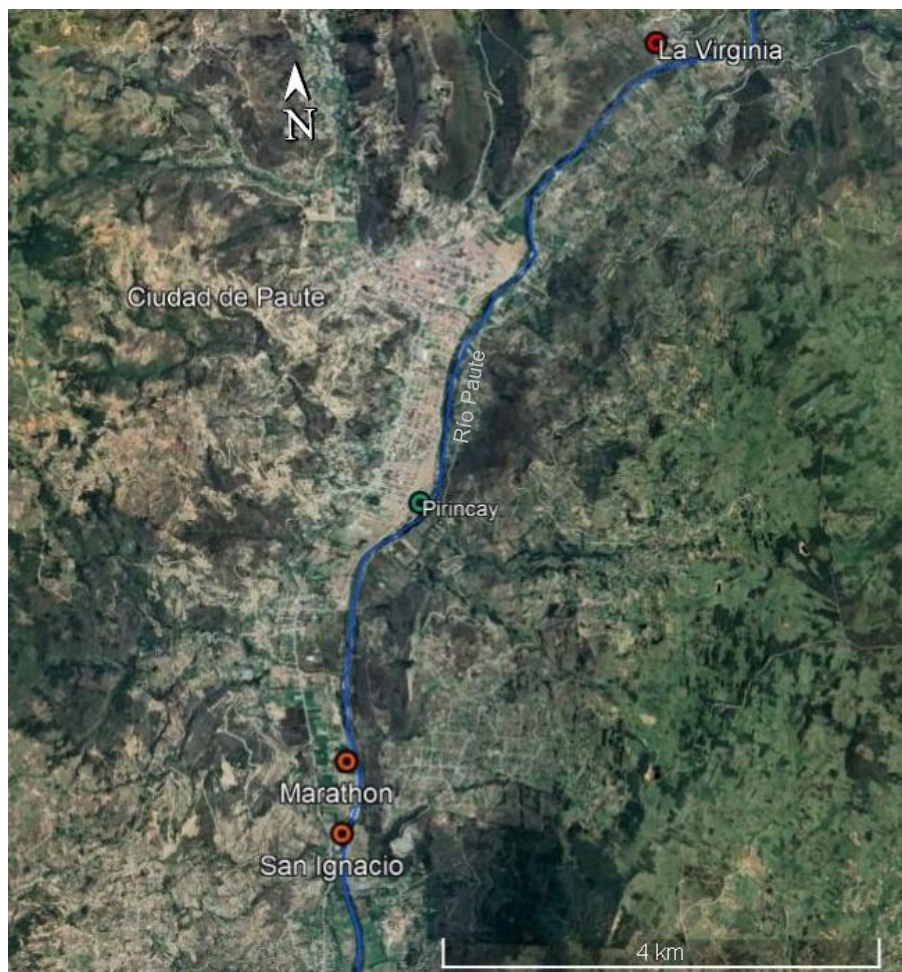 La Virginia
N
Ciudad de Paute
Río Paute
Pirincay
Marathon
San Ignacio
4 km